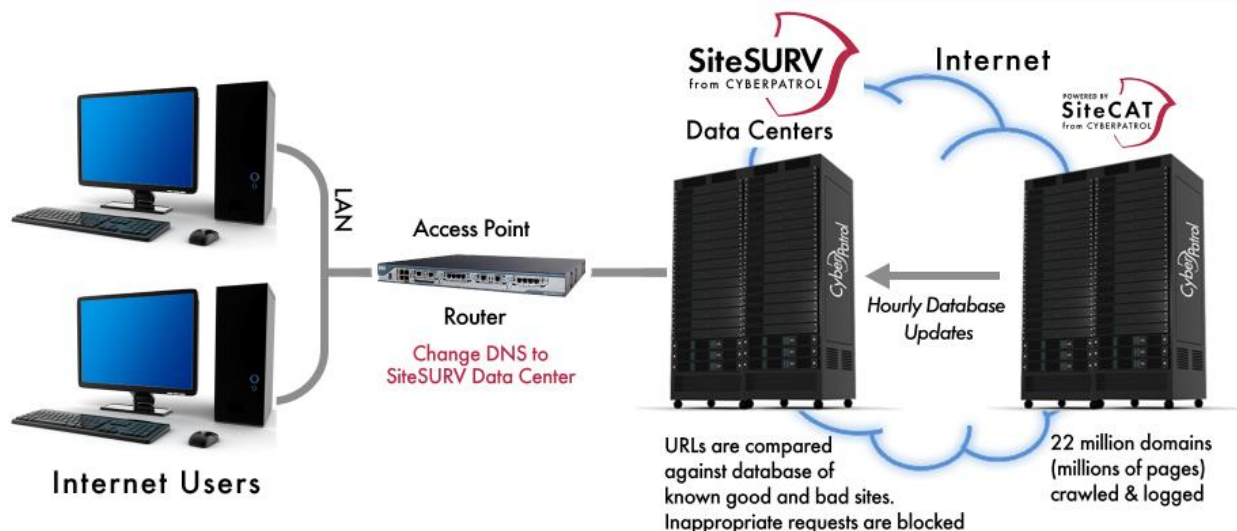 SiteSURV
from CYBERPATROL
Data Centers
Internet
POWERED BY
SiteCAT
from CYBERPATROL
LAN
Access Point
Router
Change DNS to
SiteSURV Data Center
CyberPatrol
Hourly Database
Updates
CyberPatrol
Internet Users
URLs are compared
against database of
known good and bad sites.
Inappropriate requests are blocked
22 million domains
(millions of pages)
crawled & logged